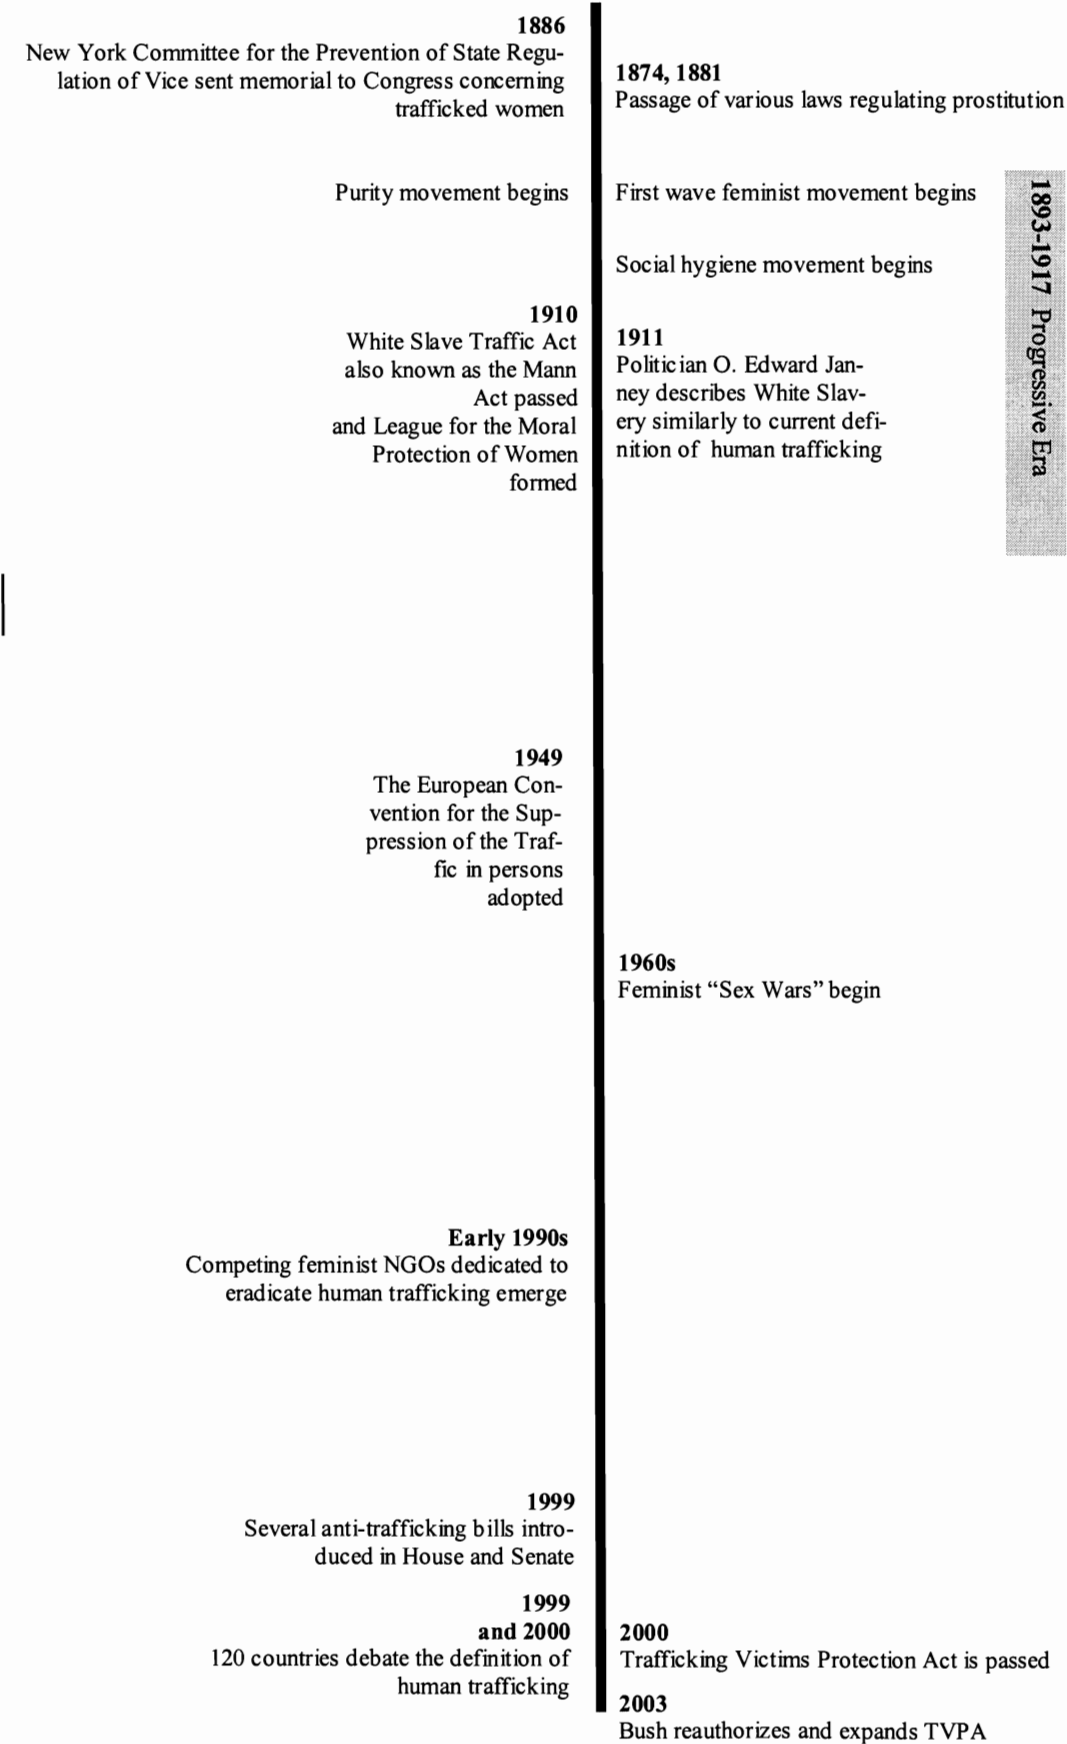 1886
New York Committee for the Prevention of State Regu-
lation of Vice sent memorial to Congress concerning
trafficked women
1874, 1881
Passage of various laws regulating prostitution
Purity movement begins
First wave feminist movement begins
Social hygiene movement begins
1893-1917 Progressive Era
1910
White Slave Traffic Act
also known as the Mann
Act passed
and League for the Moral
Protection of Women
formed
1911
Politician O. Edward Jan-
ney describes White Slav-
ery similarly to current defi-
nition of human trafficking
1949
The European Con-
vention for the Sup-
pression of the Traf-
fic in persons
adopted
1960s
Feminist “Sex Wars” begin
Early 1990s
Competing feminist NGOs dedicated to
eradicate human trafficking emerge
1999
Several anti-trafficking bills intro-
duced in House and Senate
1999
and 2000
120 countries debate the definition of
human trafficking
2000
Trafficking Victims Protection Act is passed
2003
Bush reauthorizes and expands TVPA